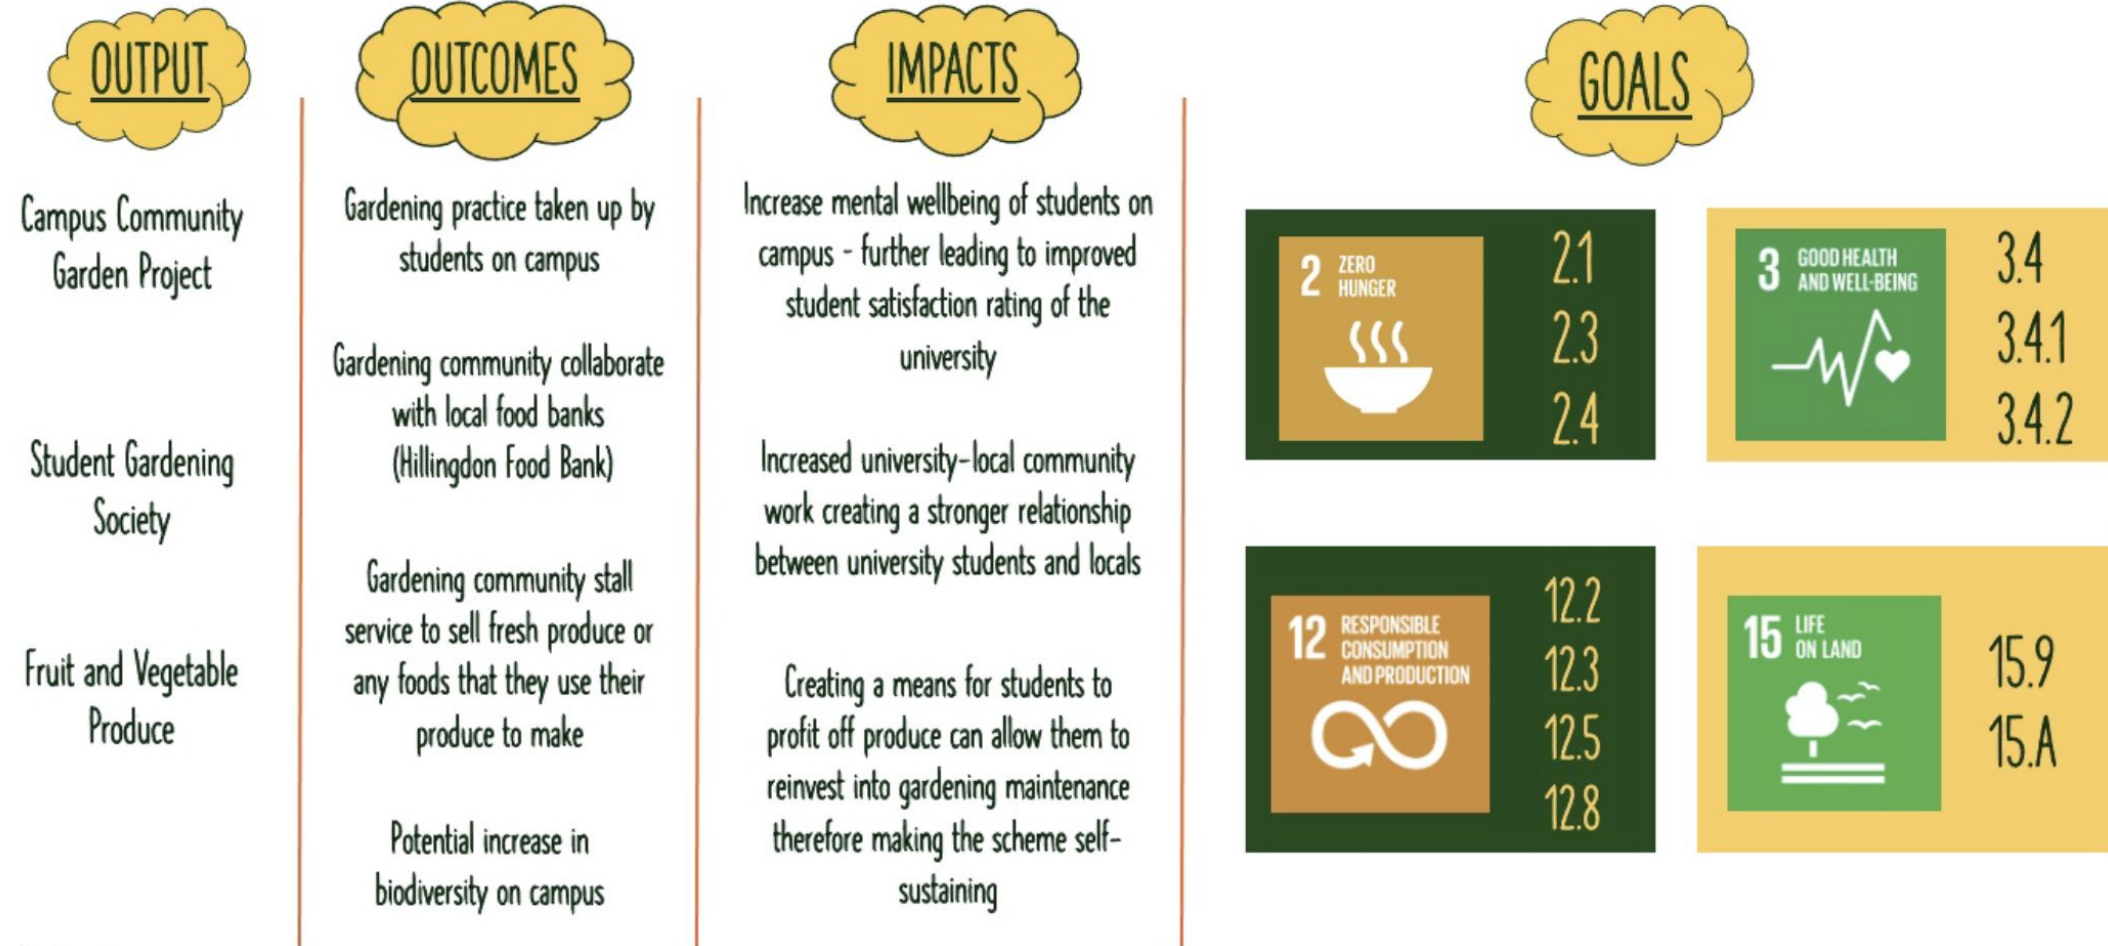 OUTPUT
Campus Community
Garden Project
Student Gardening
Society
Fruit and Vegetable
Produce
OUTCOMES
Gardening practice taken up by
students on campus
Gardening community collaborate
with local food banks
(Hillingdon Food Bank)
Gardening community stall
service to sell fresh produce or
any foods that they use their
produce to make
Potential increase in
biodiversity on campus
IMPACTS
Increase mental wellbeing of students on
campus - further leading to improved
student satisfaction rating of the
university
Increased university-local community
work creating a stronger relationship
between university students and locals
Creating a means for students to
profit off produce can allow them to
reinvest into gardening maintenance
therefore making the scheme self-
sustaining
GOALS
2 ZERO
HUNGER
2.1
2.3
2.4
3 GOOD HEALTH
AND WELL-BEING
3.4
3.4.1
3.4.2
12 RESPONSIBLE
CONSUMPTION
AND PRODUCTION
12.2
12.3
12.5
12.8
15 LIFE
ON LAND
15.9
15.A